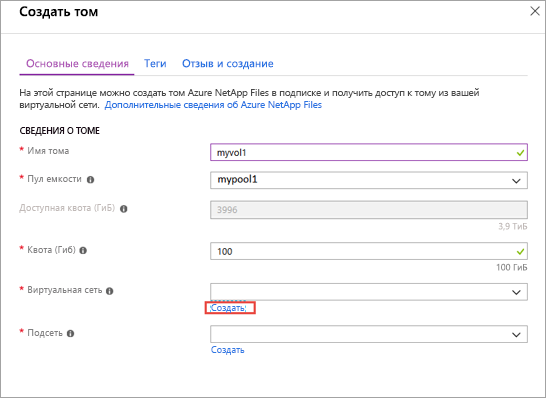 Создать том
Основные сведения Теги Отзыв и создание
На этой странице можно создать том Azure NetApp Files в подписке и получить доступ к тому из вашей
виртуальной сети. Дополнительные сведения об Azure NetApp Files
СВЕДЕНИЯ О ТОМЕ
* Имя тома myvol1
* Пул емкости mypool1
Доступная квота (ГиБ) 3996
3,9 ТиБ
* Квота (Гиб) 100
100 ГиБ
* Виртуальная сеть
Создать
* Подсеть
Создать